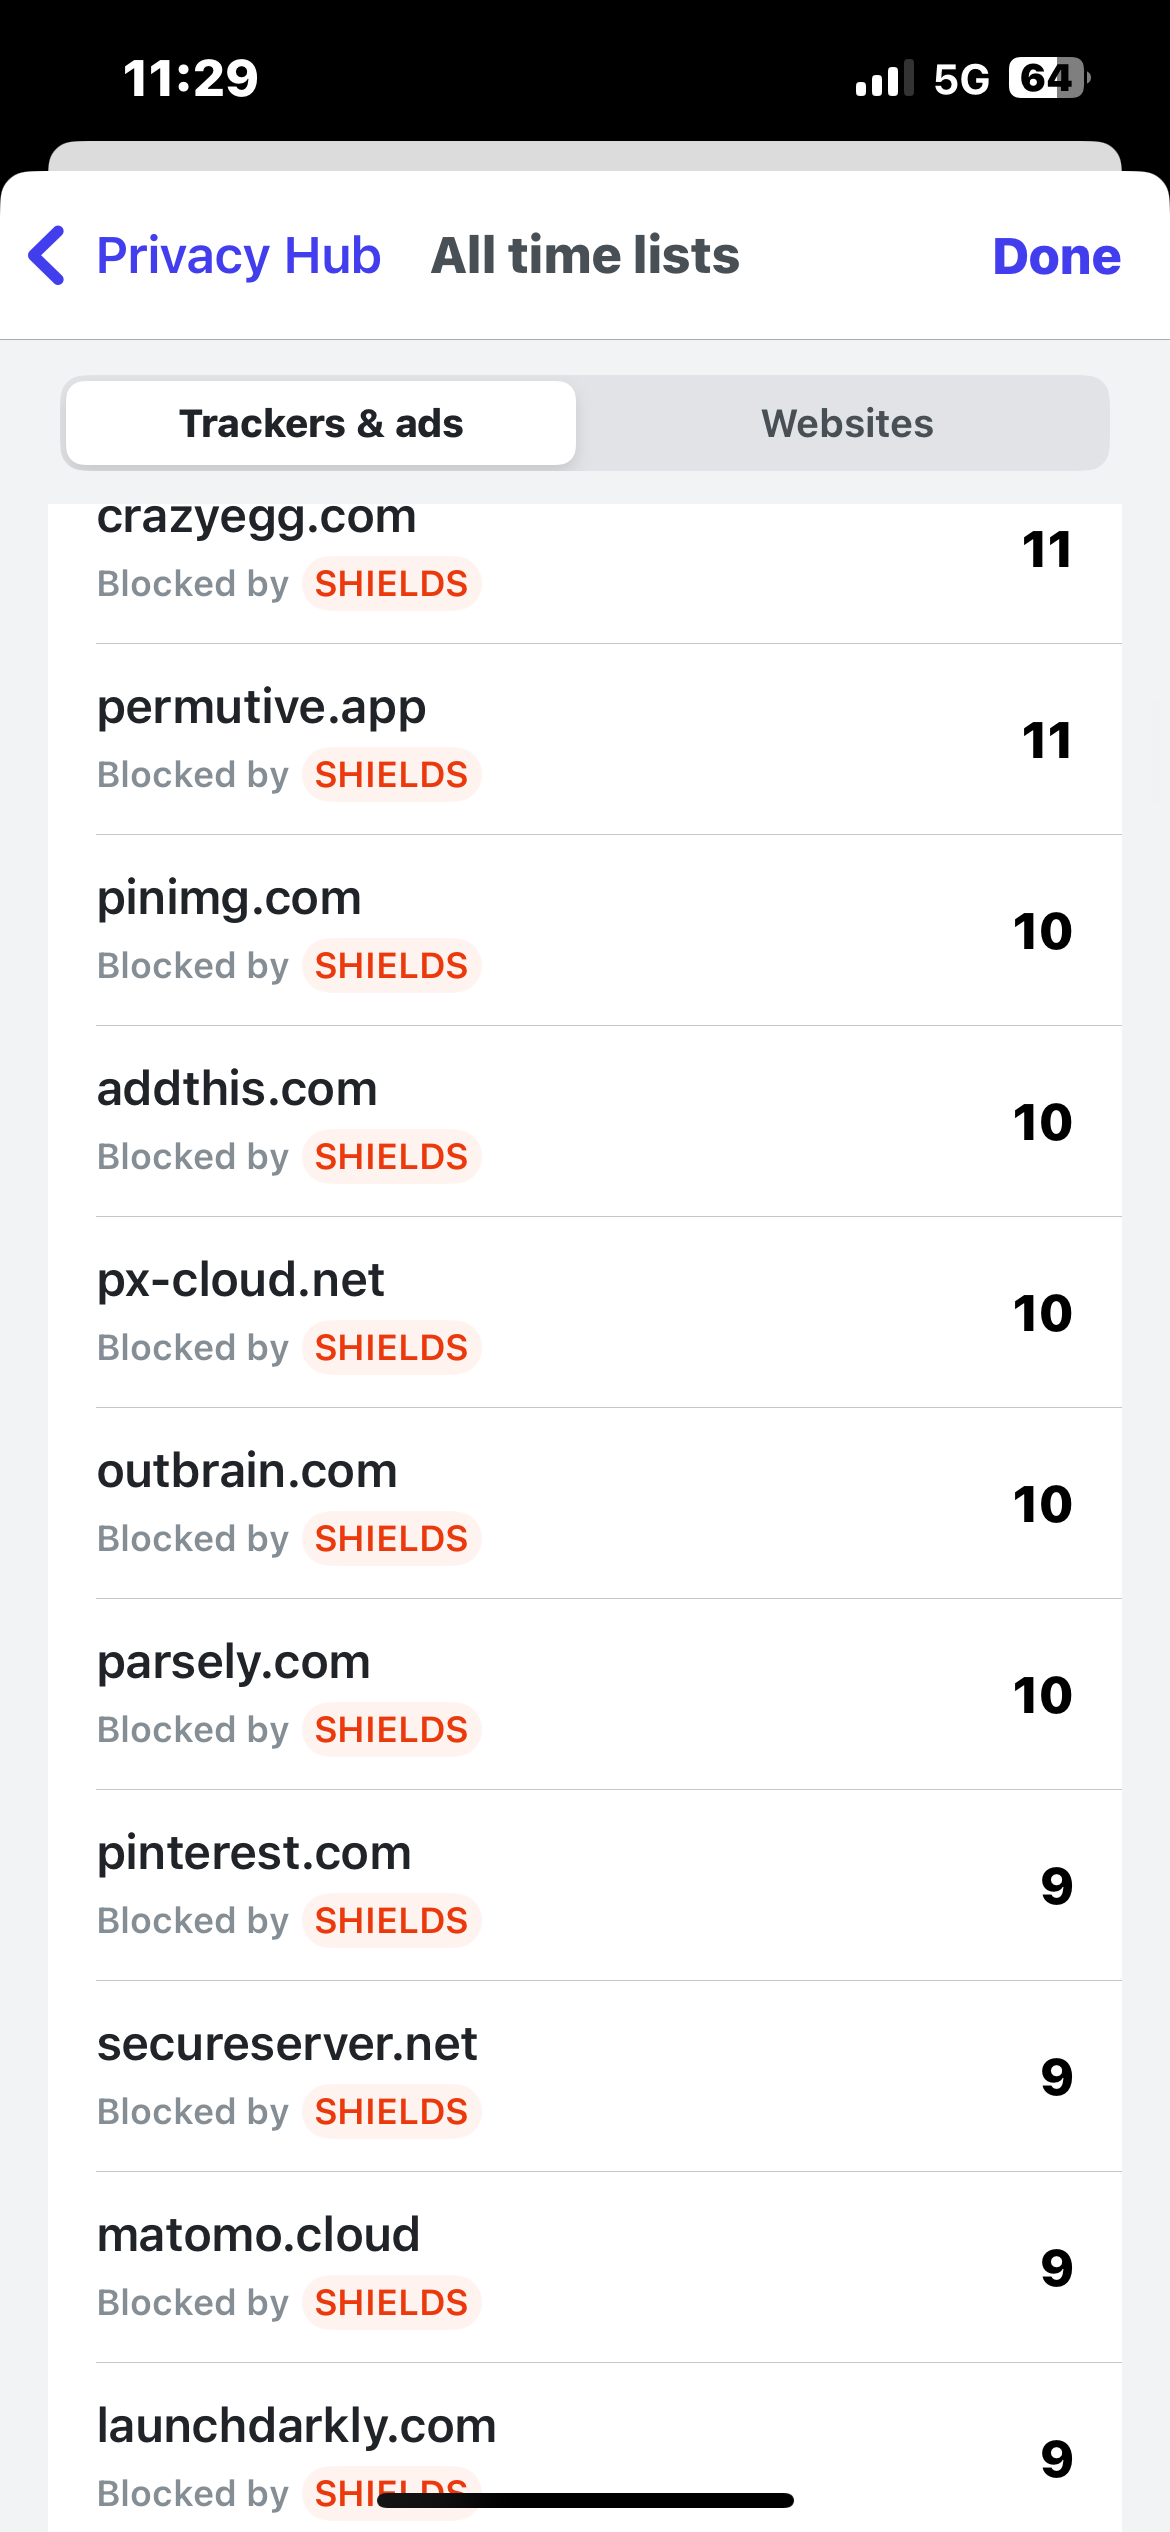 11:29
5G 64
Privacy Hub All time lists Done
Trackers & ads Websites
crazyegg.com
11
Blocked by SHIELDS
permutive.app
11
Blocked by SHIELDS
pinimg.com
10
Blocked by SHIELDS
addthis.com
10
Blocked by SHIELDS
px-cloud.net
10
Blocked by SHIELDS
outbrain.com
10
Blocked by SHIELDS
parsely.com
10
Blocked by SHIELDS
pinterest.com
9
Blocked by SHIELDS
secureserver.net
9
Blocked by SHIELDS
matomo.cloud
9
Blocked by SHIELDS
launchdarkly.com
9
Blocked by SHIELDS